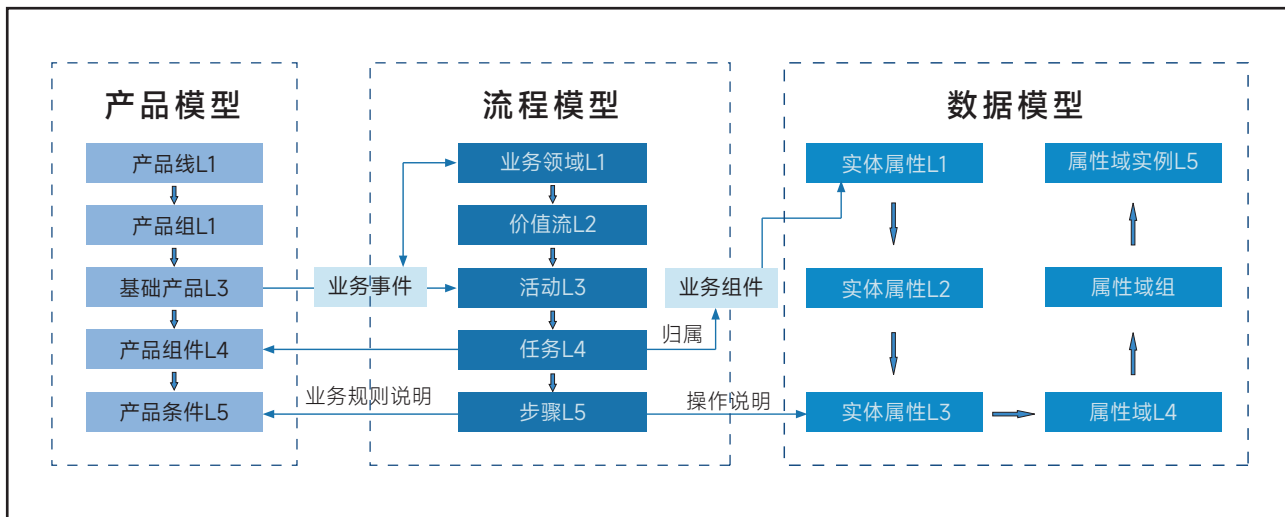 产品模型
产品线L1
产品组L1
基础产品L3
产品组件L4
产品条件L5
业务事件
业务规则说明
流程模型
业务领域L1
价值流L2
活动L3
任务L4
步骤L5
业务组件
归属
操作说明
数据模型
实体属性L1
实体属性L2
实体属性L3
属性域实例L5
属性域组
属性域L4